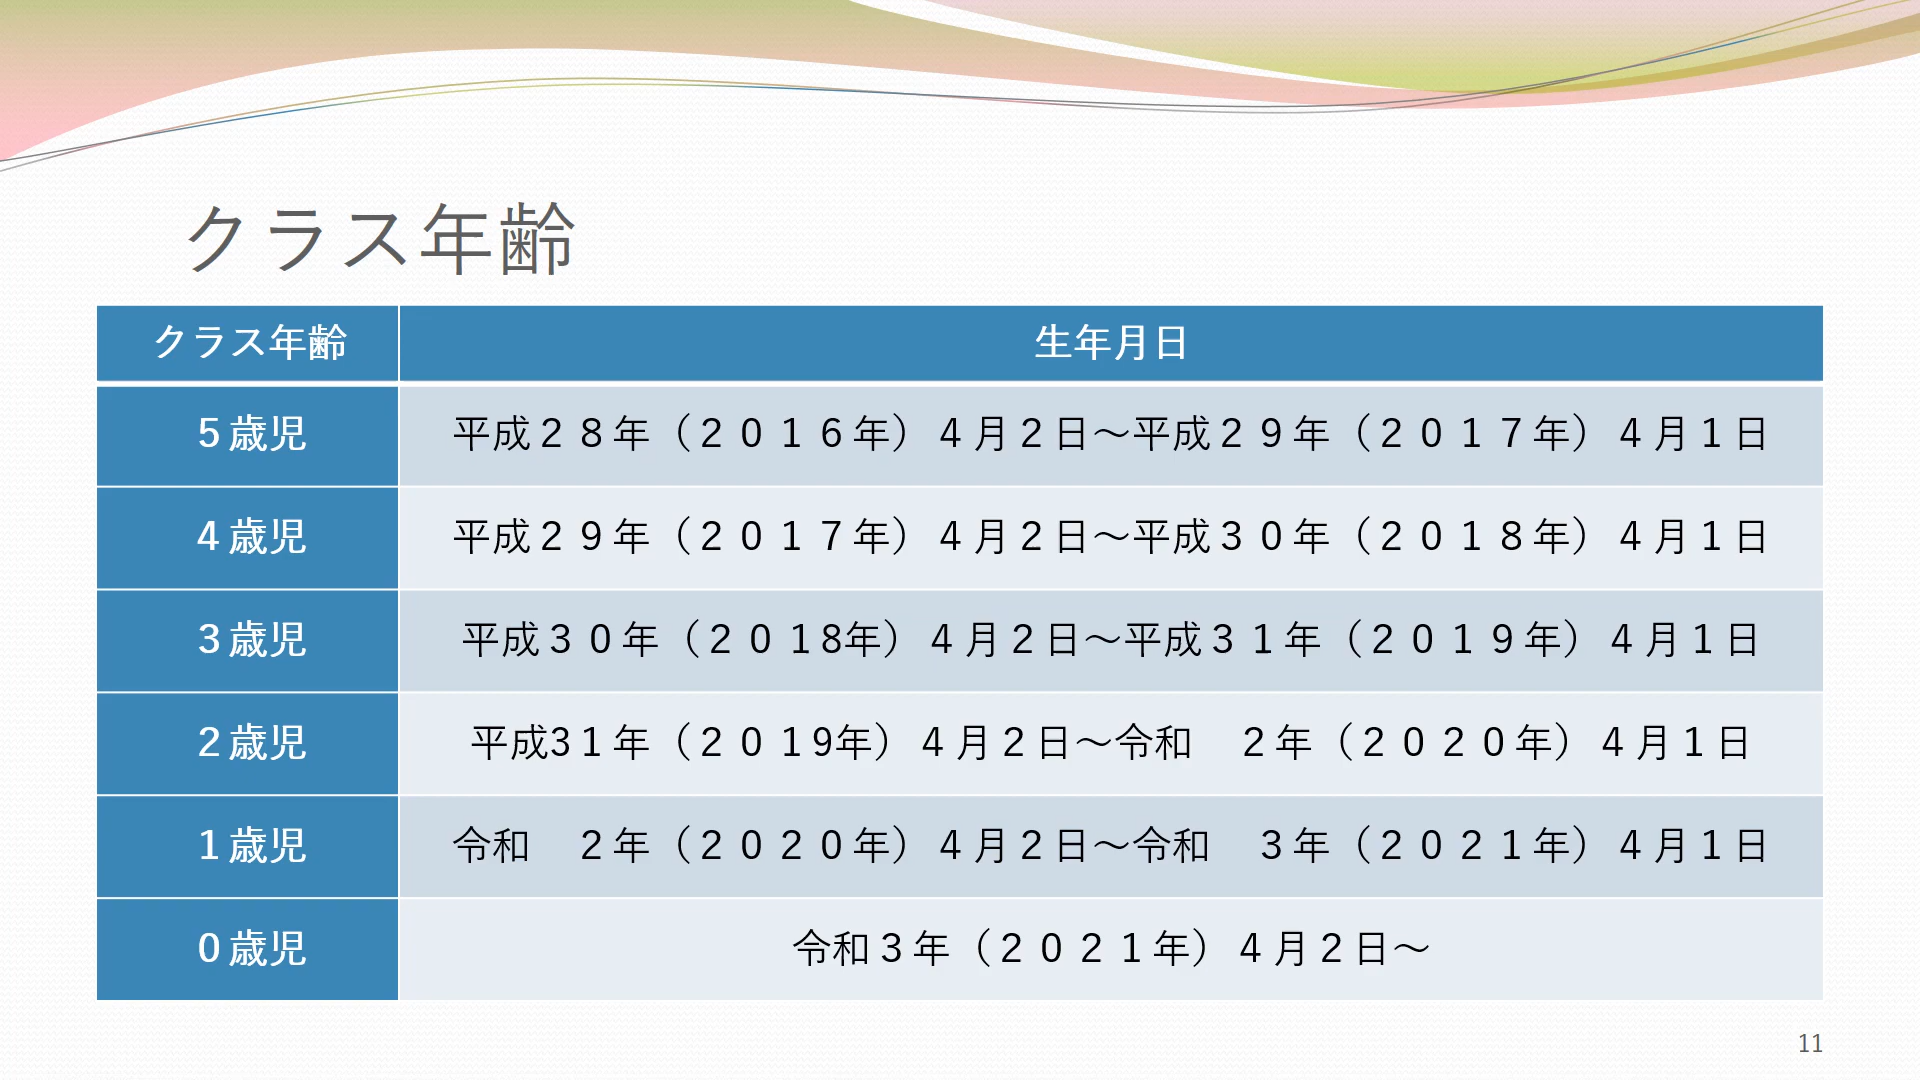 クラス年齢
クラス年齢 生年月日
５歳児 平成２８年（２０１６年）４月２日～平成２９年（２０１７年）４月１日
４歳児 平成２９年（２０１７年）４月２日～平成３０年（２０１８年）４月１日
３歳児 平成３０年（２０１8年）４月２日～平成３１年（２０１９年）４月１日
２歳児 平成3１年（２０１9年）４月２日～令和　２年（２０２０年）４月１日
１歳児 令和　２年（２０２０年）４月２日～令和　３年（２０２１年）４月１日
０歳児 令和３年（２０２１年）４月２日～
11